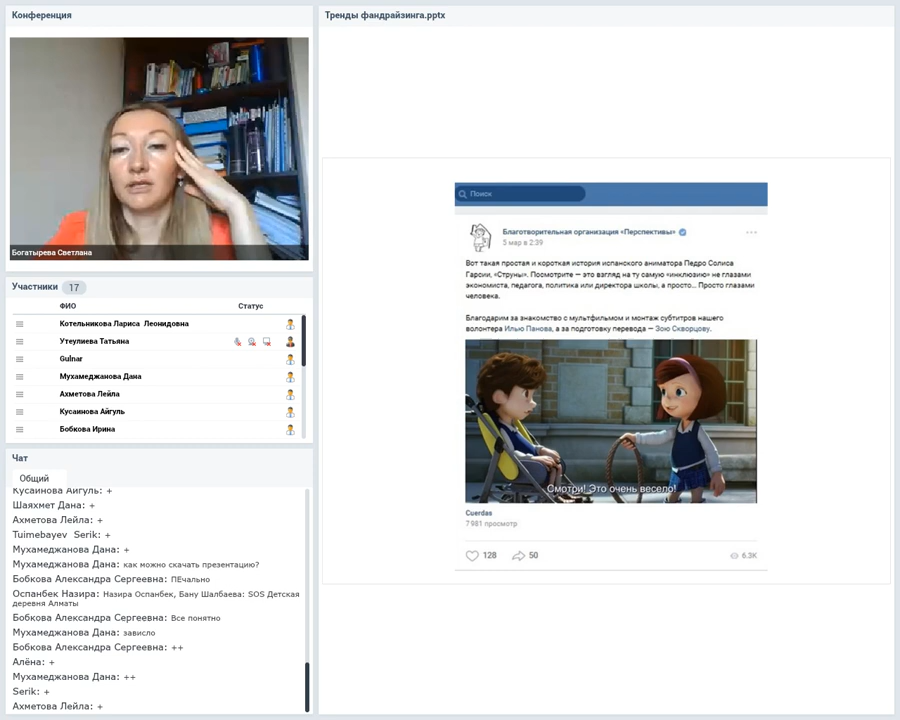 Конференция
Богатырева Светлана
Участники 17
ФИО Статус
Котельникова Лариса Леонидовна
Утеулиева Татьяна
Gulnar
Мухамеджанова Дана
Ахметова Лейла
Кусаинова Айгуль
Бобкова Ирина
Чат
Общий
Кусаинова Айгуль: +
Шаяхмет Дана: +
Ахметова Лейла: +
Tuimebayev Serik: +
Мухамеджанова Дана: +
Мухамеджанова Дана: как можно скачать презентацию?
Бобкова Александра Сергеевна: ПЕчально
Оспанбек Назира: Назира Оспанбек, Бану Шалбаева: SOS Детская
деревня Алматы
Бобкова Александра Сергеевна: Все понятно
Мухамеджанова Дана: зависло
Бобкова Александра Сергеевна: ++
Алёна: +
Мухамеджанова Дана: ++
Serik: +
Ахметова Лейла: +
Тренды фандрайзинга.pptx
Поиск
Благотворительная организация «Перспективы»
5 мар в 2:39
Вот такая простая и короткая история испанского аниматора Педро Солиса
Гарсии, «Струны». Посмотрите — это взгляд на ту самую «инклюзию» не глазами
экономиста, педагога, политика или директора школы, а просто... Просто глазами
человека.
Благодарим за знакомство с мультфильмом и монтаж субтитров нашего
волонтера Илью Панова, а за подготовку перевода — Зою Скворцову.
Смотри! Это очень весело!
Cuerdas
7 981 просмотр
128 50 6.3K